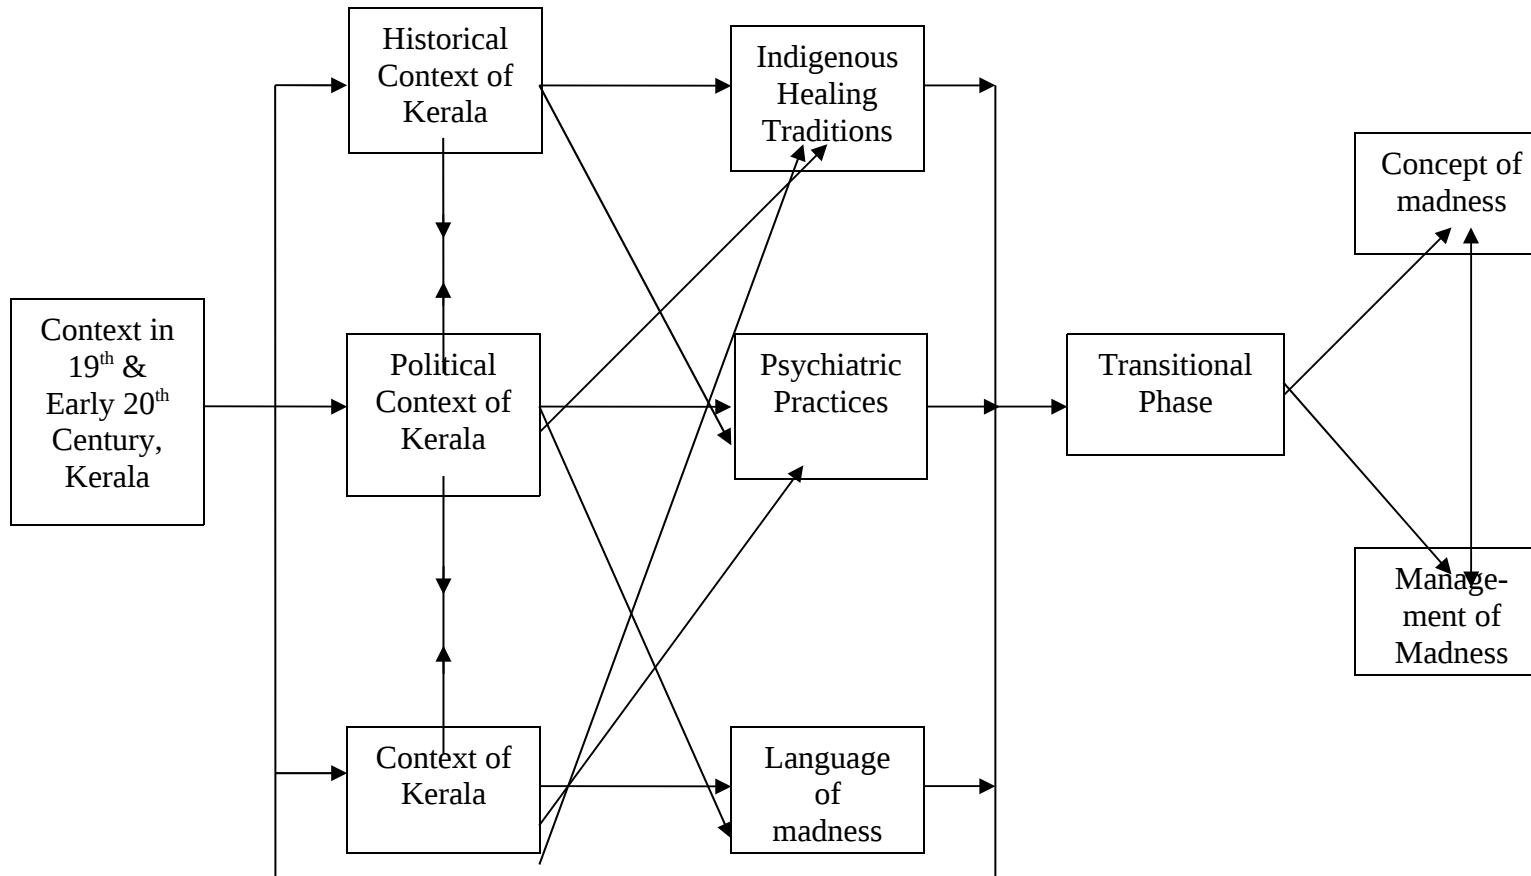 Historical
Context of
Kerala
Indigenous
Healing
Traditions
Concept of
madness
Context in
19th &
Early 20th
Century,
Kerala
Political
Context of
Kerala
Psychiatric
Practices
Transitional
Phase
Manage-
ment of
Madness
Context of
Kerala
Language
of
madness